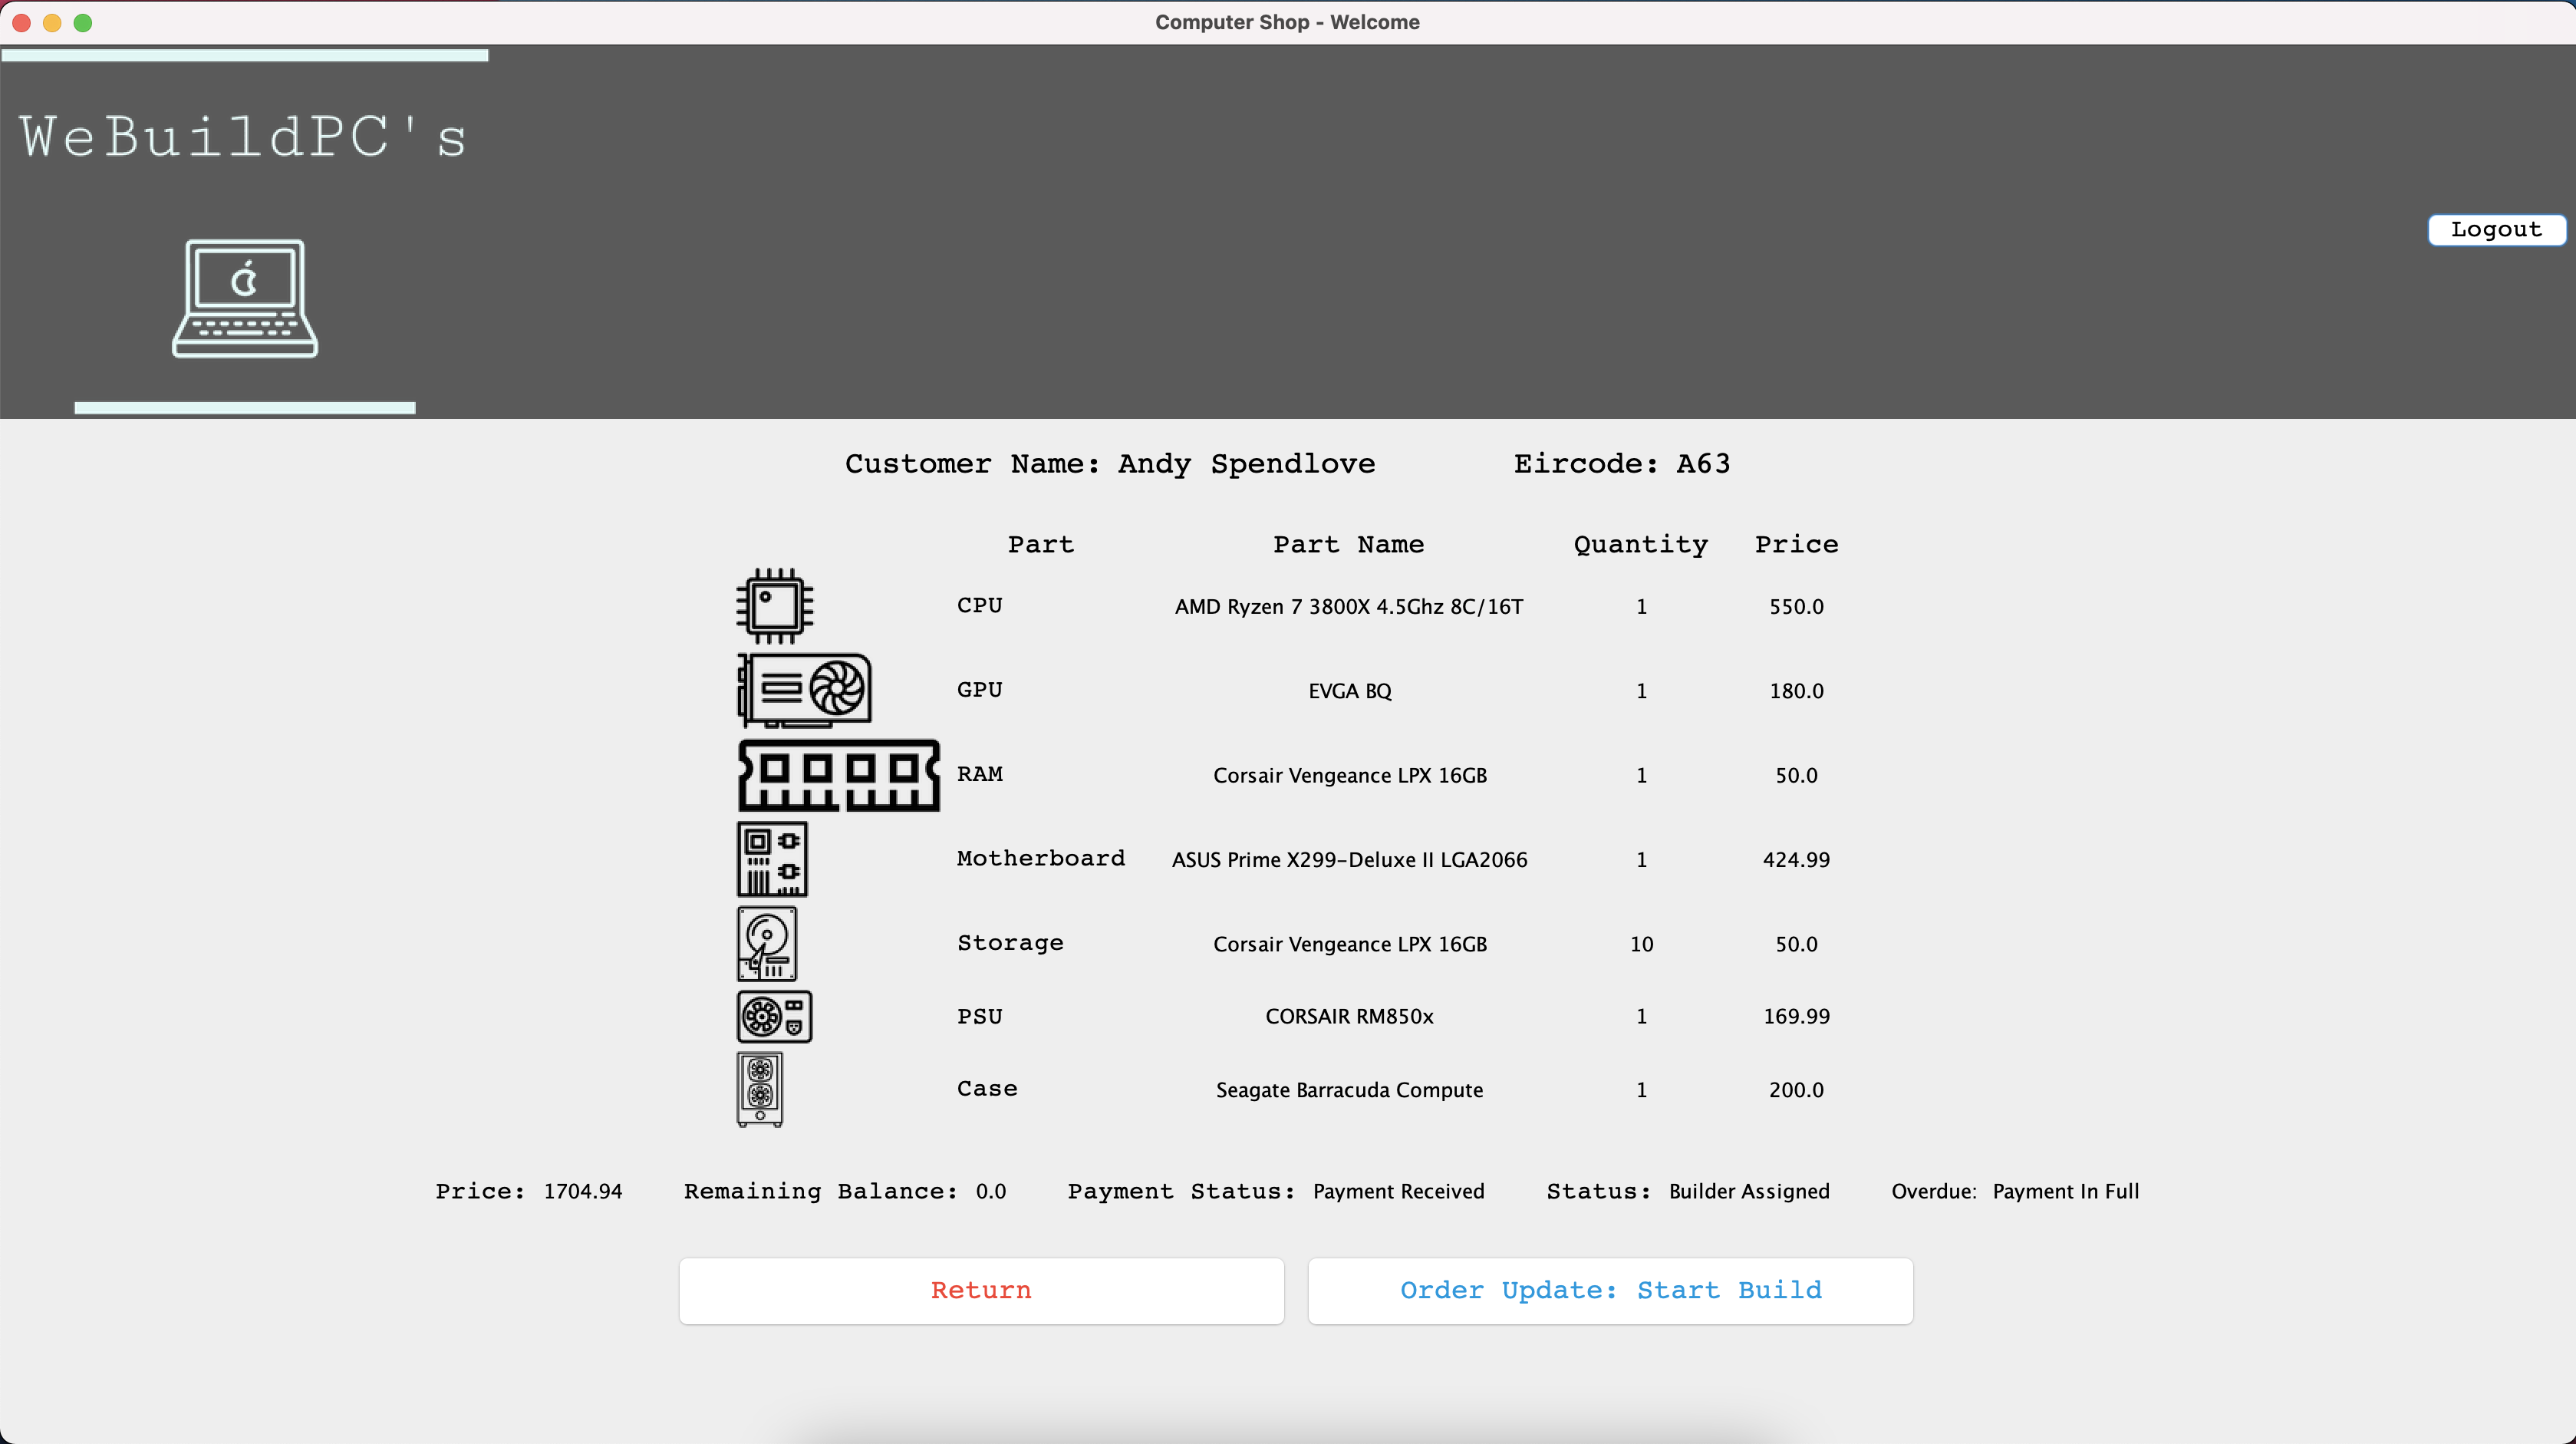 Computer Shop - Welcome
WeBuildPC's
Logout
Customer Name: Andy Spendlove Eircode: A63
Part Part Name Quantity Price
CPU AMD Ryzen 7 3800X 4.5Ghz 8C/16T 1 550.0
GPU EVGA BQ 1 180.0
RAM Corsair Vengeance LPX 16GB 1 50.0
Motherboard ASUS Prime X299-Deluxe II LGA2066 1 424.99
Storage Corsair Vengeance LPX 16GB 10 50.0
PSU CORSAIR RM850x 1 169.99
Case Seagate Barracuda Compute 1 200.0
Price: 1704.94 Remaining Balance: 0.0 Payment Status: Payment Received Status: Builder Assigned Overdue: Payment In Full
Return Order Update: Start Build